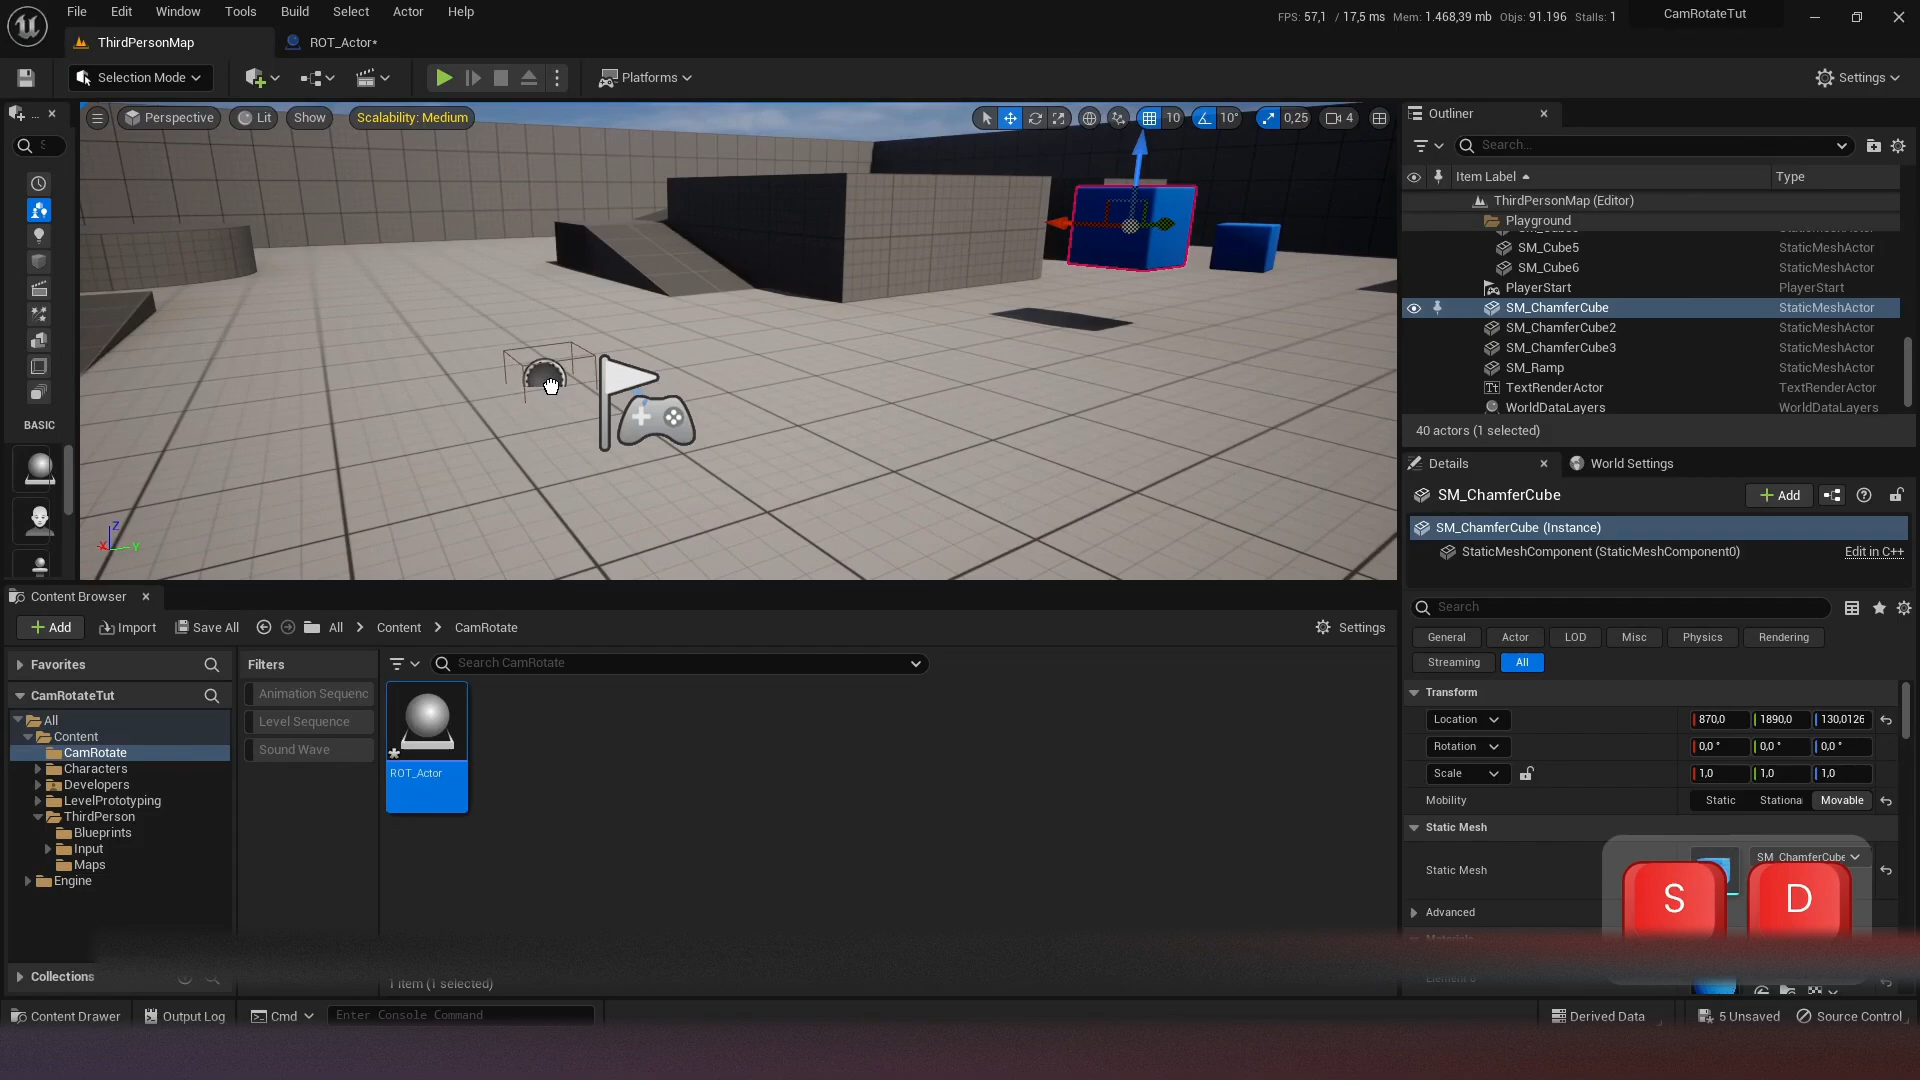 File Edit Window Tools Build Select Actor Help
FPS: 57,1 / 17,5 ms Mem: 1.468,39 mb Objs: 91.196 Stalls: 1
CamRotateTut
ThirdPersonMap
ROT_Actor*
Selection Mode
Platforms
Settings
Perspective Lit Show Scalability: Medium
10 10° 0,25 4
BASIC
Z
X Y
S D
Outliner
Search...
Item Label Type
ThirdPersonMap (Editor)
Playground
SM_Cube5 StaticMeshActor
SM_Cube6 StaticMeshActor
PlayerStart PlayerStart
SM_ChamferCube StaticMeshActor
SM_ChamferCube2 StaticMeshActor
SM_ChamferCube3 StaticMeshActor
SM_Ramp StaticMeshActor
TextRenderActor TextRenderActor
WorldDataLayers WorldDataLayers
40 actors (1 selected)
Details World Settings
SM_ChamferCube Add
SM_ChamferCube (Instance)
StaticMeshComponent (StaticMeshComponent0) Edit in C++
Search
General Actor LOD Misc Physics Rendering
Streaming All
Transform
Location 870,0 1890,0 130,0126
Rotation 0,0 ° 0,0 ° 0,0 °
Scale 1,0 1,0 1,0
Mobility Static Stationa Movable
Static Mesh
Static Mesh SM_ChamferCube
Advanced
Materials
Element 0
Content Browser
Add Import Save All All Content CamRotate Settings
Favorites
CamRotateTut
All
Content
CamRotate
Characters
Developers
LevelPrototyping
ThirdPerson
Blueprints
Input
Maps
Engine
Collections
Filters
Animation Sequenc
Level Sequence
Sound Wave
Search CamRotate
ROT_Actor
1 item (1 selected)
Content Drawer Output Log Cmd Enter Console Command
Derived Data 5 Unsaved Source Control